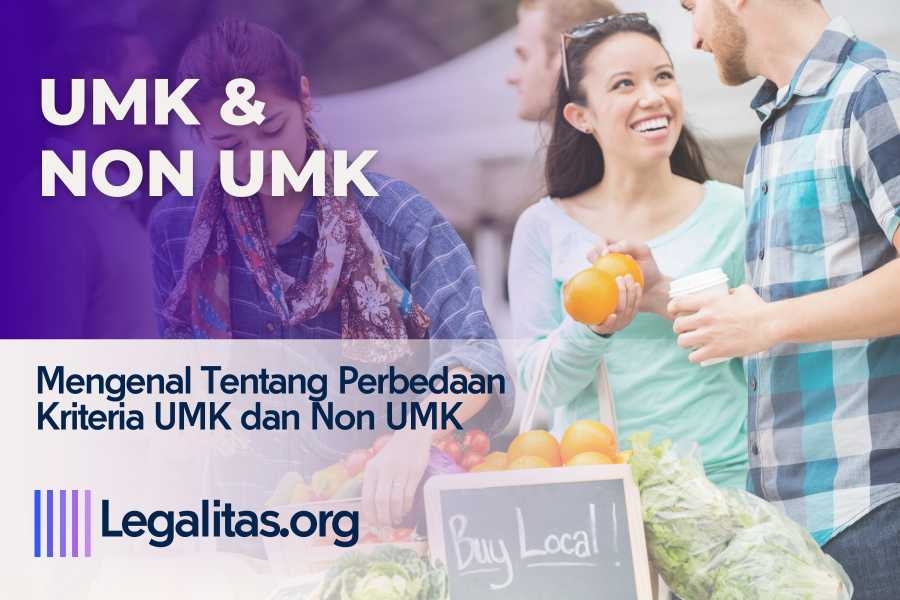 UMK &
NON UMK
Mengenal Tentang Perbedaan
Kriteria UMK dan Non UMK
Legalitas.org
Buy Local!